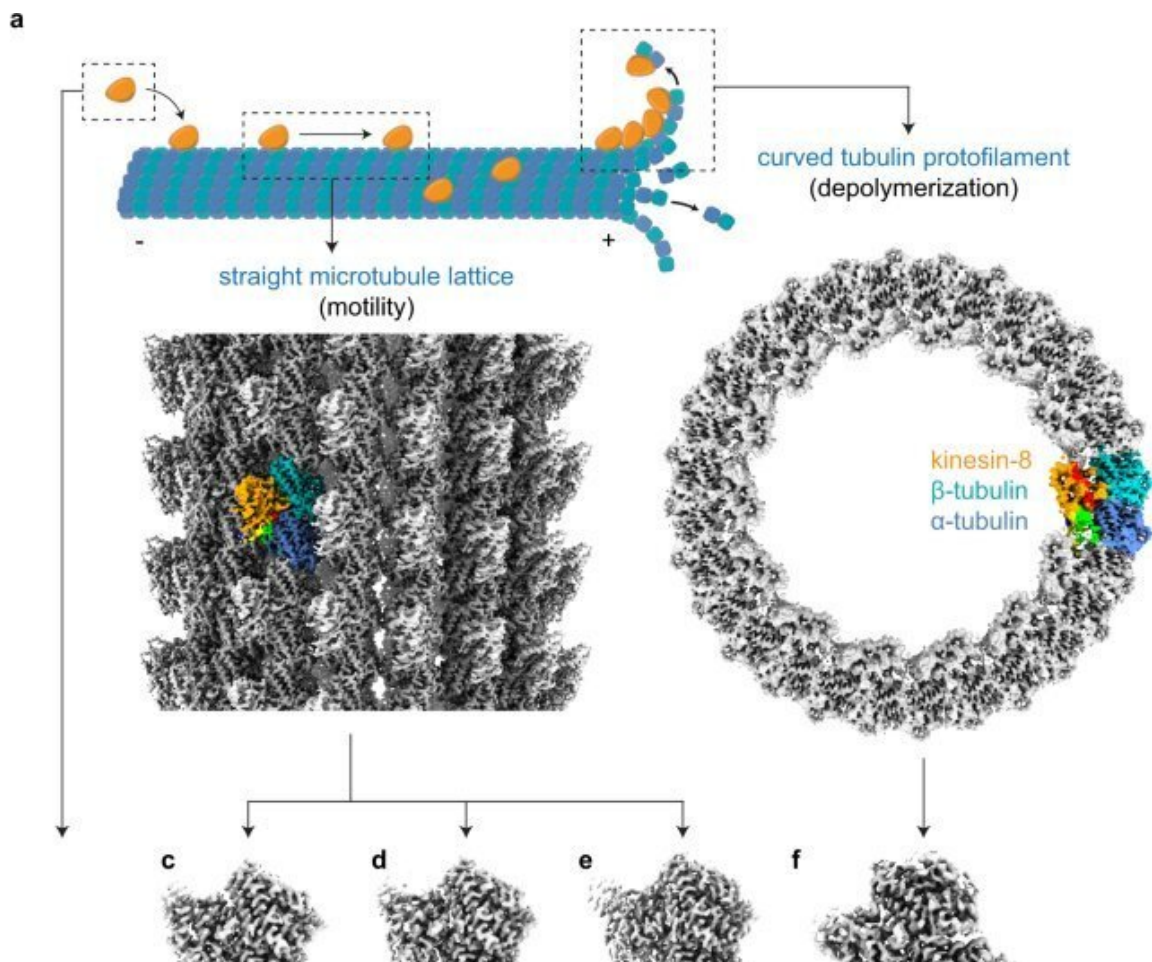 a
curved tubulin protofilament
(depolymerization)
- +
straight microtubule lattice
(motility)
kinesin-8
β-tubulin
α-tubulin
c d e f